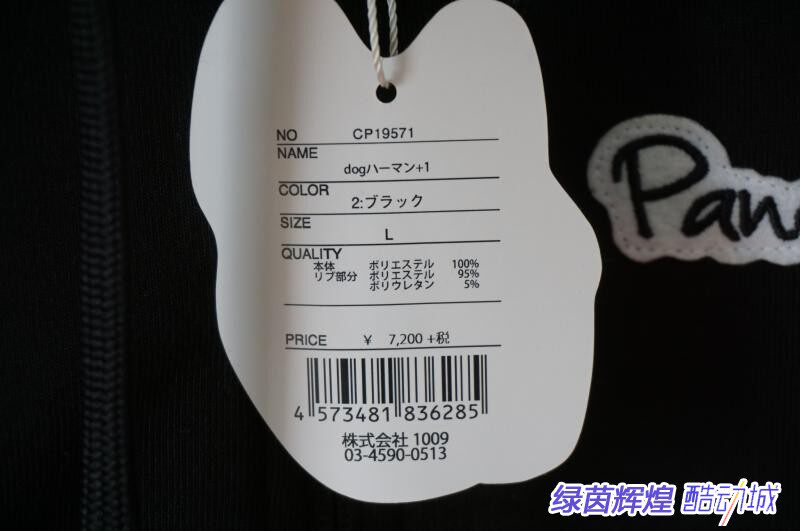 NO CP19571
NAME
dogハーマン+1
COLOR
2:ブラック
SIZE
L
QUALITY
本体 ポリエステル 100%
リブ部分 ポリエステル 95%
ポリウレタン 5%
PRICE ¥ 7,200 +税
4 573481 836285
株式会社 1009
03-4590-0513
绿茵辉煌 酷动城